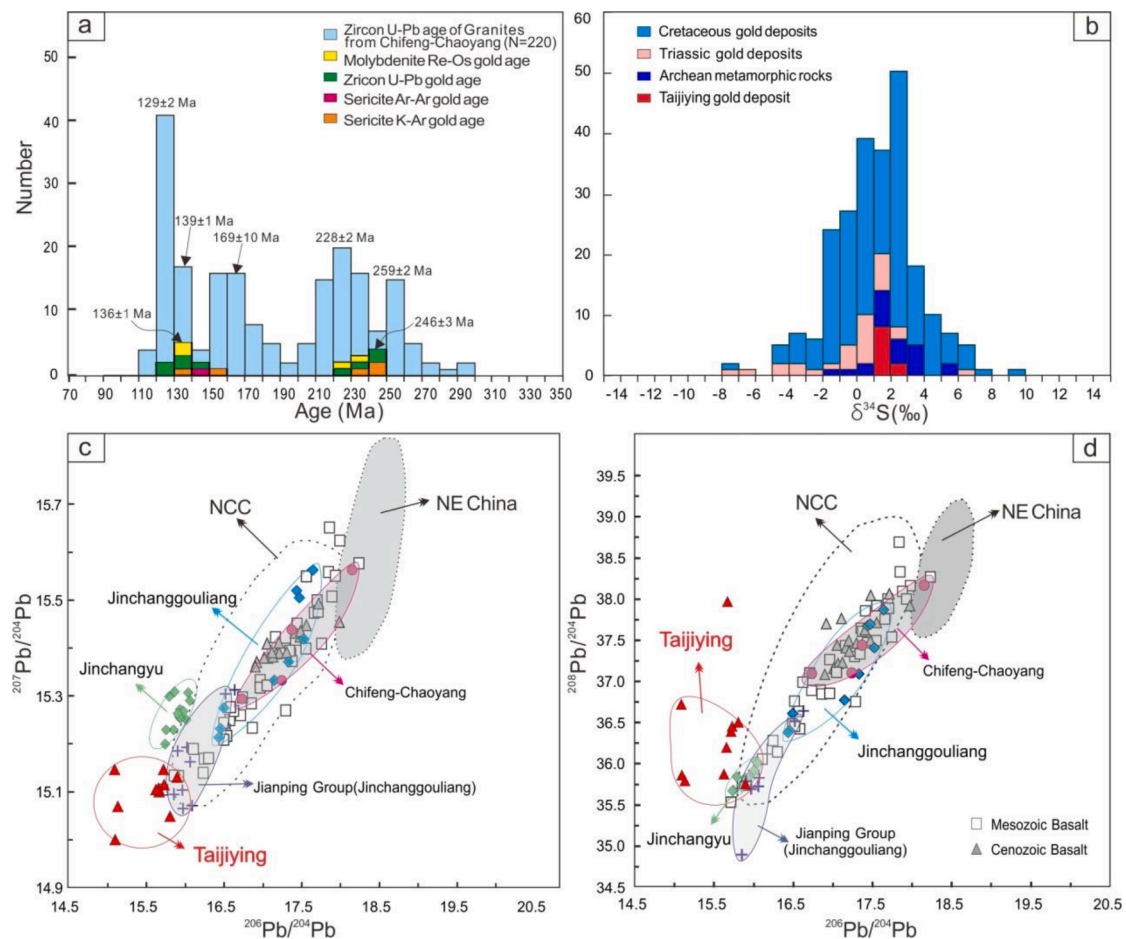 a
Zircon U-Pb age of Granites
from Chifeng-Chaoyang (N=220)
Molybdenite Re-Os gold age
Zricon U-Pb gold age
Sericite Ar-Ar gold age
Sericite K-Ar gold age
129±2 Ma
139±1 Ma
169±10 Ma
228±2 Ma
259±2 Ma
136±1 Ma
246±3 Ma
Number
50
40
30
20
10
0
70 90 110 130 150 170 190 210 230 250 270 290 310 330 350
Age (Ma)
b
Cretaceous gold deposits
Triassic gold deposits
Archean metamorphic rocks
Taijiying gold deposit
60
50
40
30
20
10
0
-14 -12 -8 -6 -4 -2 0 2 4 6 8 10 12 14
δ34S(‰)
c
NCC
NE China
Jinchanggouliang
Jinchangyu
Chifeng-Chaoyang
Jianping Group(Jinchanggouliang)
Taijiying
207Pb/204Pb
15.7
15.5
15.3
15.1
14.9
14.5 15.5 16.5 17.5 18.5 19.5 20.5
206Pb/204Pb
d
NCC
NE China
Taijiying
Chifeng-Chaoyang
Jinchanggouliang
Jinchangyu
Jianping Group
(Jinchanggouliang)
Mesozoic Basalt
Cenozoic Basalt
208Pb/204Pb
39.5
39.0
38.5
38.0
37.5
37.0
36.5
36.0
35.5
35.0
34.5
14.5 15.5 16.5 17.5 18.5 19.5 20.5
206Pb/204Pb